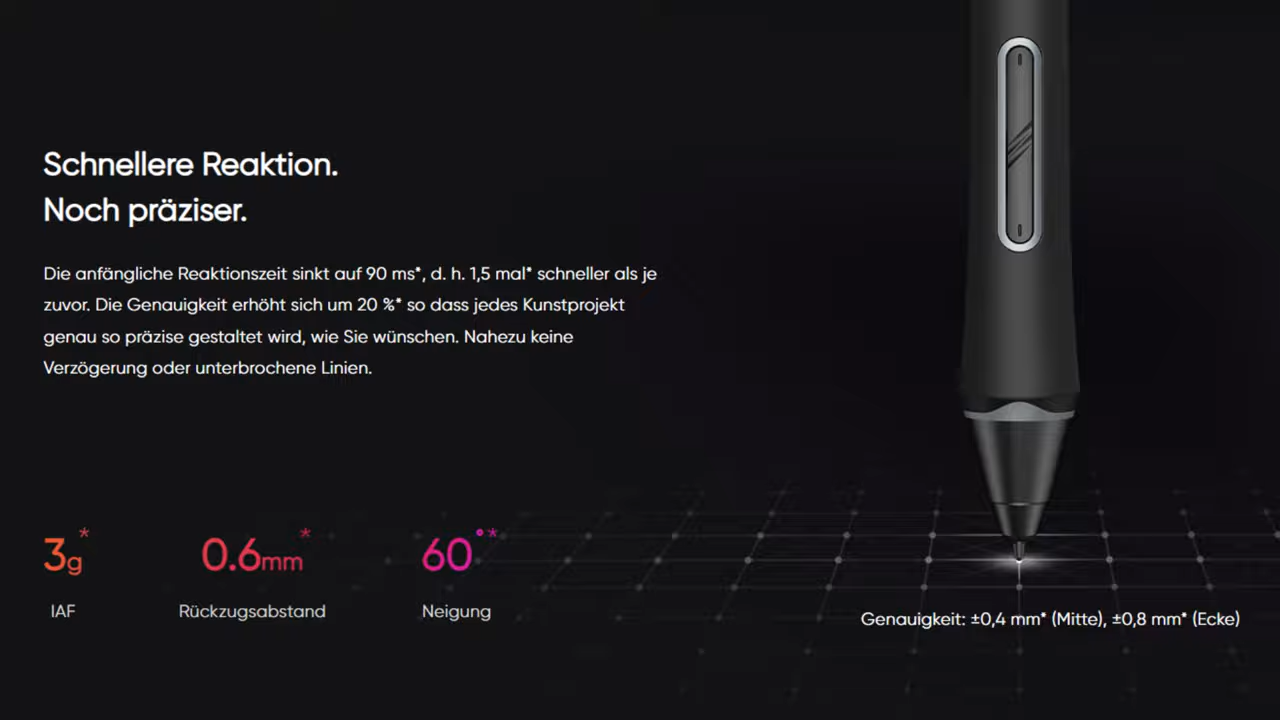 Schnellere Reaktion.
Noch präziser.
Die anfängliche Reaktionszeit sinkt auf 90 ms*, d. h. 1,5 mal* schneller als je
zuvor. Die Genauigkeit erhöht sich um 20 %* so dass jedes Kunstprojekt
genau so präzise gestaltet wird, wie Sie wünschen. Nahezu keine
Verzögerung oder unterbrochene Linien.
3g*
IAF
0.6mm*
Rückzugsabstand
60°*
Neigung
Genauigkeit: ±0,4 mm* (Mitte), ±0,8 mm* (Ecke)